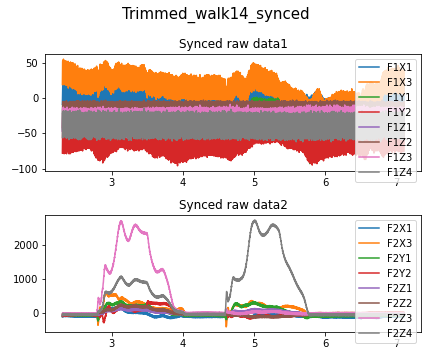 Trimmed_walk14_synced
Synced raw data1
50
0
−50
−100
3
4
5
6
7
F1X1
F1X3
F1Y1
F1Y2
F1Z1
F1Z2
F1Z3
F1Z4
Synced raw data2
2000
1000
0
3
4
5
6
7
F2X1
F2X3
F2Y1
F2Y2
F2Z1
F2Z2
F2Z3
F2Z4